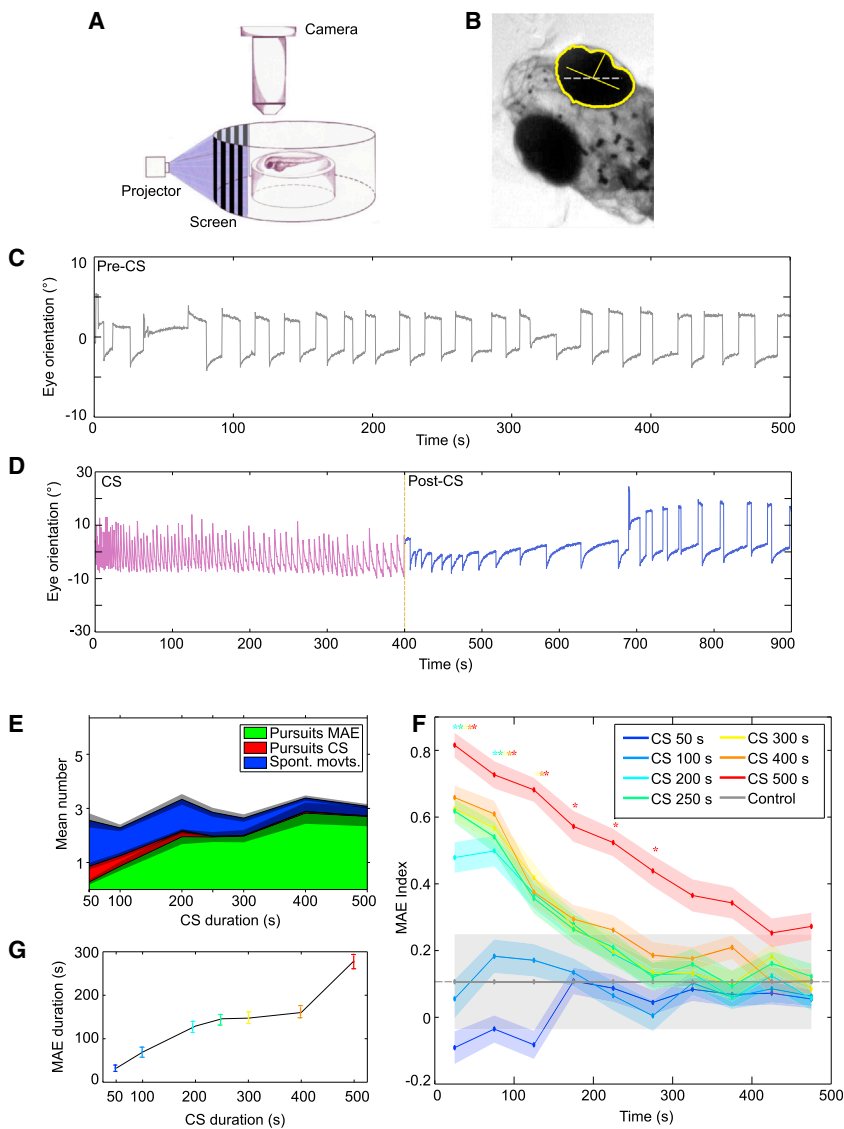 A
Camera
Projector
Screen
B
C
Pre-CS
Eye orientation (°)
10
0
-10
0
100
200
300
400
500
Time (s)
D
CS
Post-CS
Eye orientation (°)
30
10
-10
-30
0
100
200
300
400
500
600
700
800
900
Time (s)
E
Pursuits MAE
Pursuits CS
Spont. movts.
Mean number
5
3
1
50
100
200
300
400
500
CS duration (s)
F
CS 50 s
CS 100 s
CS 200 s
CS 250 s
CS 300 s
CS 400 s
CS 500 s
Control
** **
** **
**
*
*
*
MAE Index
0.8
0.6
0.4
0.2
0
-0.2
0
100
200
300
400
500
Time (s)
G
MAE duration (s)
300
200
100
0
50
100
200
300
400
500
CS duration (s)